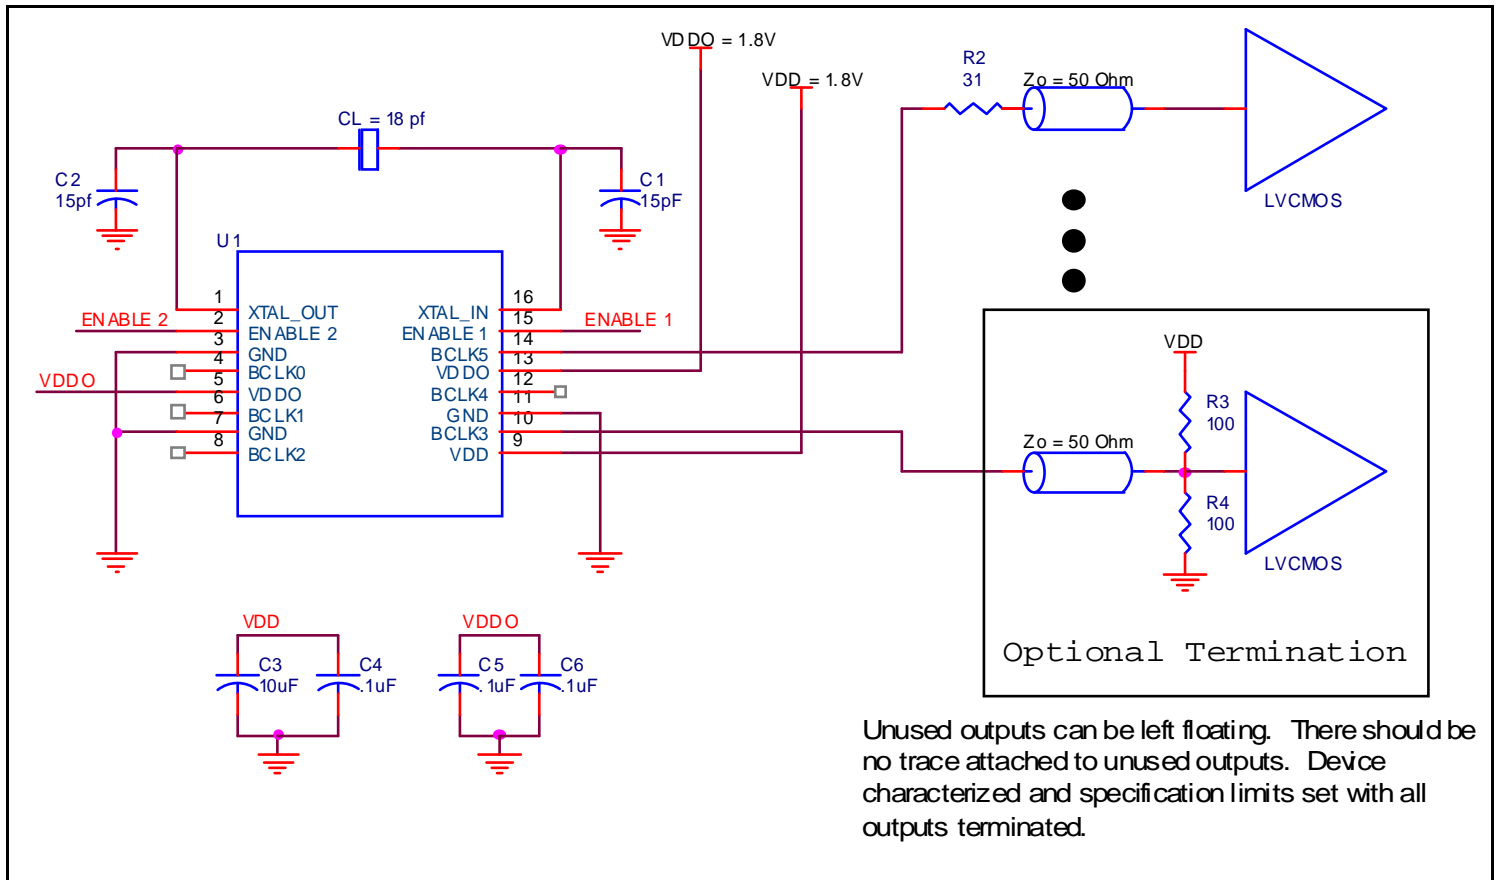 VDDO = 1.8V
VDD = 1.8V
R2
31
Zo = 50 Ohm
LVCMOS
CL = 18 pf
C2
15pf
C1
15pF
U1
1
XTAL_OUT
2
ENABLE 2
ENABLE 2
3
GND
4
BCLK0
5
VDDO
VDDO
6
BCLK1
7
GND
8
BCLK2
16
XTAL_IN
15
ENABLE 1
ENABLE 1
14
BCLK5
13
VDDO
12
BCLK4
11
GND
10
BCLK3
9
VDD
VDD
R3
100
Zo = 50 Ohm
R4
100
LVCMOS
Optional Termination
VDD
C3
10uF
C4
.1uF
VDDO
C5
.1uF
C6
.1uF
Unused outputs can be left floating. There should be
no trace attached to unused outputs. Device
characterized and specification limits set with all
outputs terminated.